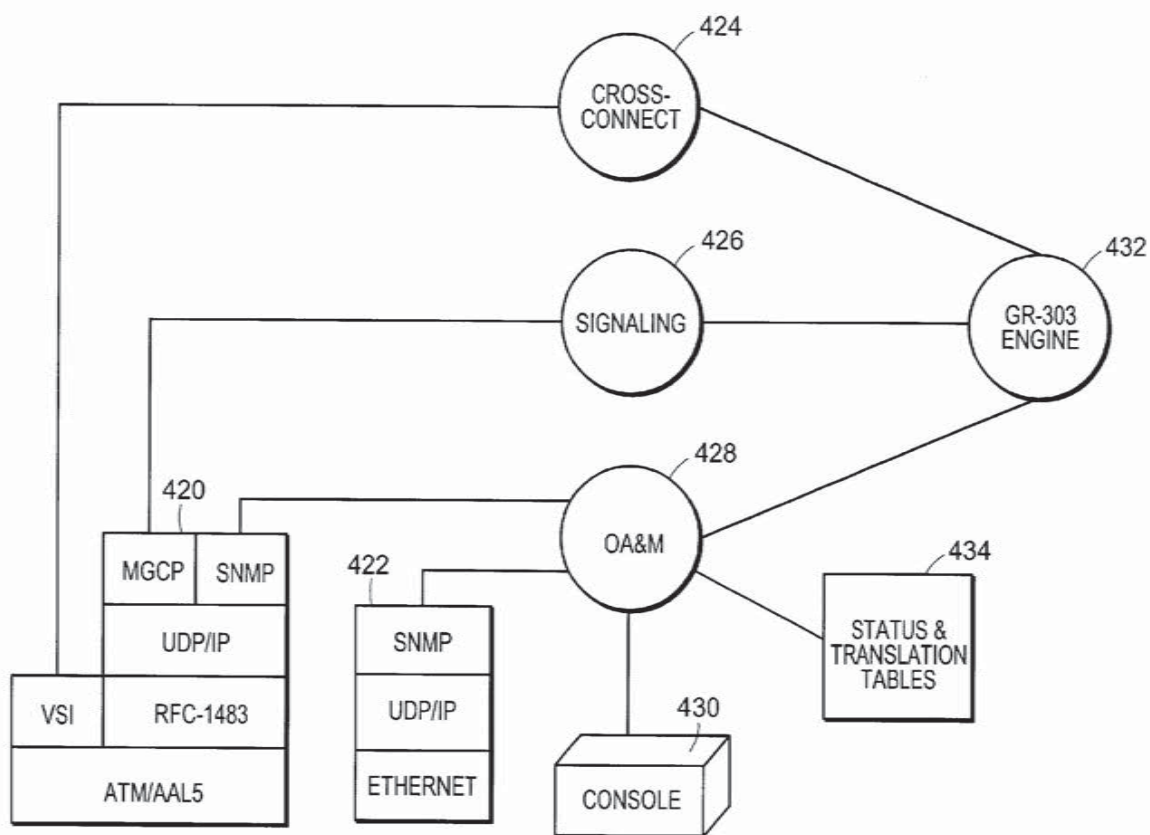 424
CROSS-
CONNECT
426
SIGNALING
432
GR-303
ENGINE
428
OA&M
420
MGCP
SNMP
UDP/IP
VSI
RFC-1483
ATM/AAL5
422
SNMP
UDP/IP
ETHERNET
430
CONSOLE
434
STATUS &
TRANSLATION
TABLES